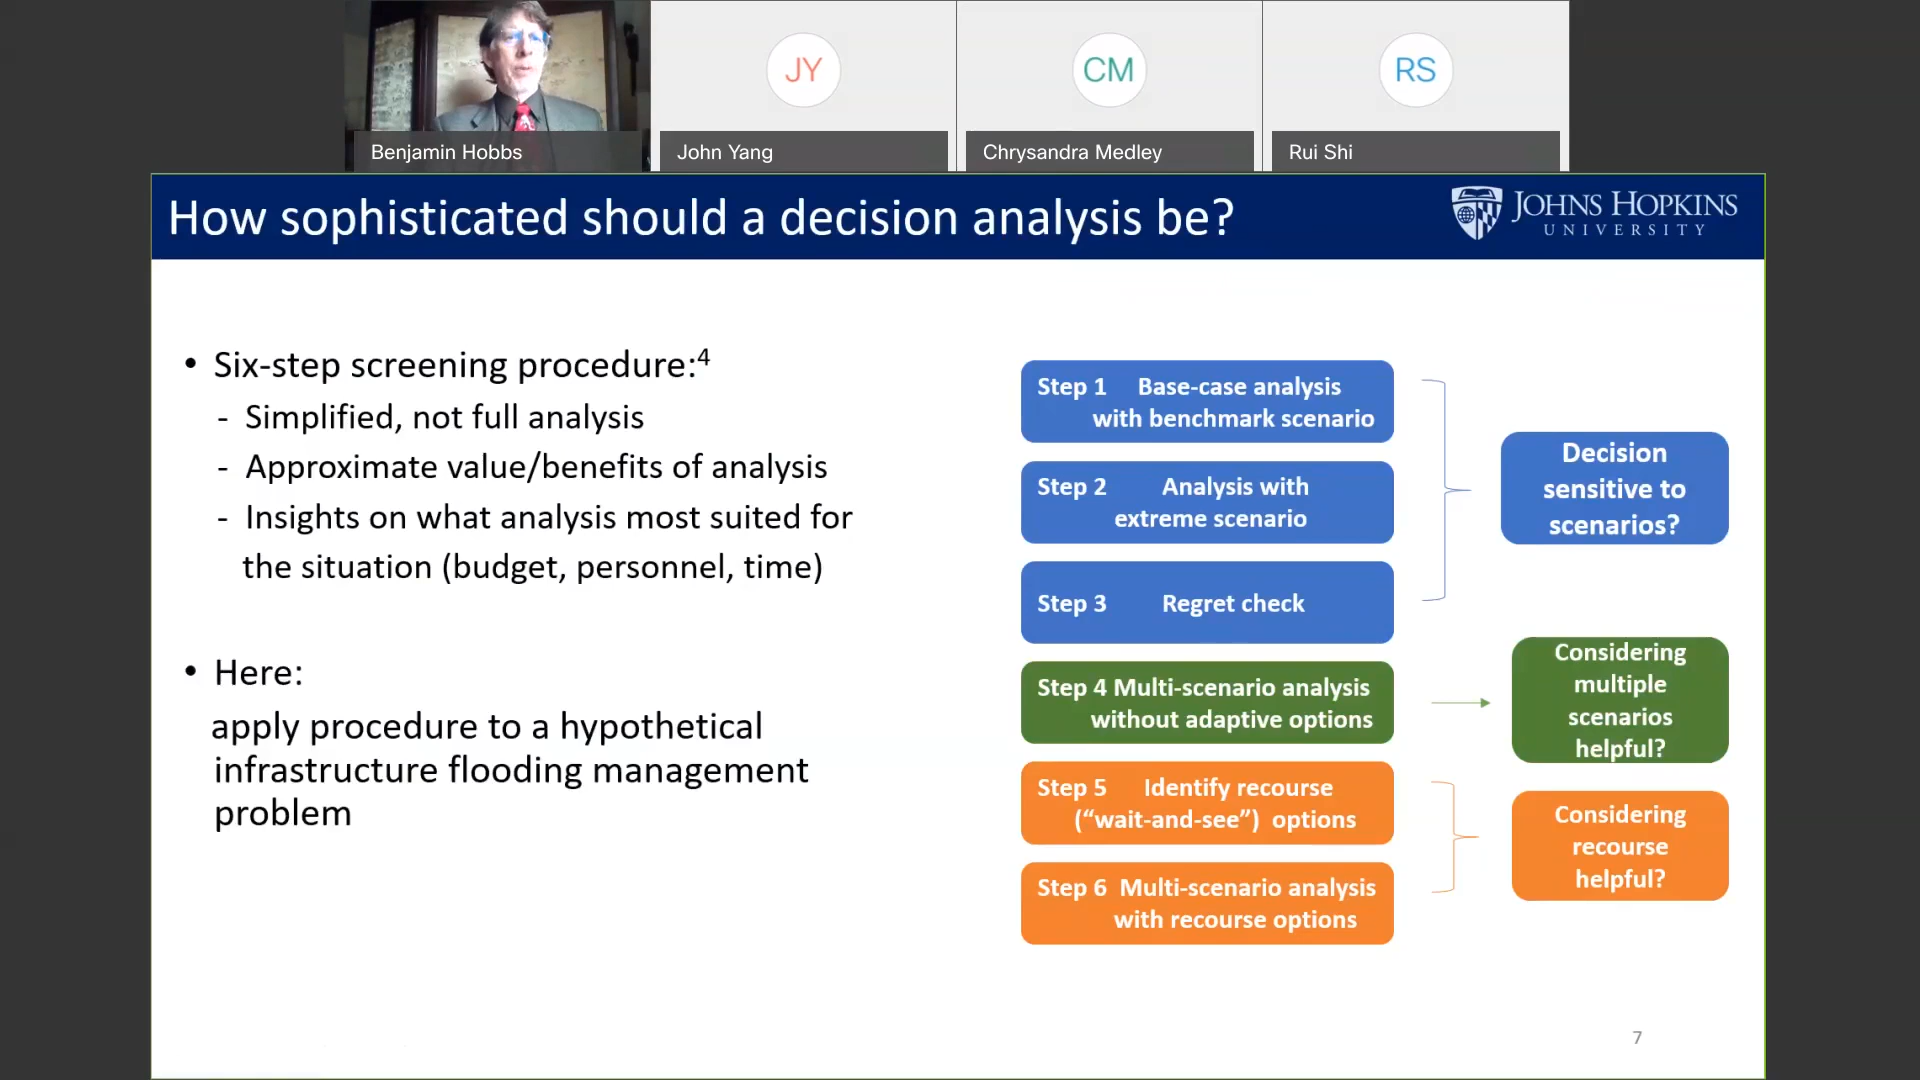 JY
CM
RS
Benjamin Hobbs
John Yang
Chrysandra Medley
Rui Shi
How sophisticated should a decision analysis be?
JOHNS HOPKINS
UNIVERSITY
• Six-step screening procedure:4
- Simplified, not full analysis
- Approximate value/benefits of analysis
- Insights on what analysis most suited for
the situation (budget, personnel, time)
• Here:
apply procedure to a hypothetical
infrastructure flooding management
problem
Step 1 Base-case analysis
with benchmark scenario
Step 2 Analysis with
extreme scenario
Step 3 Regret check
Step 4 Multi-scenario analysis
without adaptive options
Step 5 Identify recourse
(“wait-and-see”) options
Step 6 Multi-scenario analysis
with recourse options
Decision
sensitive to
scenarios?
Considering
multiple
scenarios
helpful?
Considering
recourse
helpful?
7